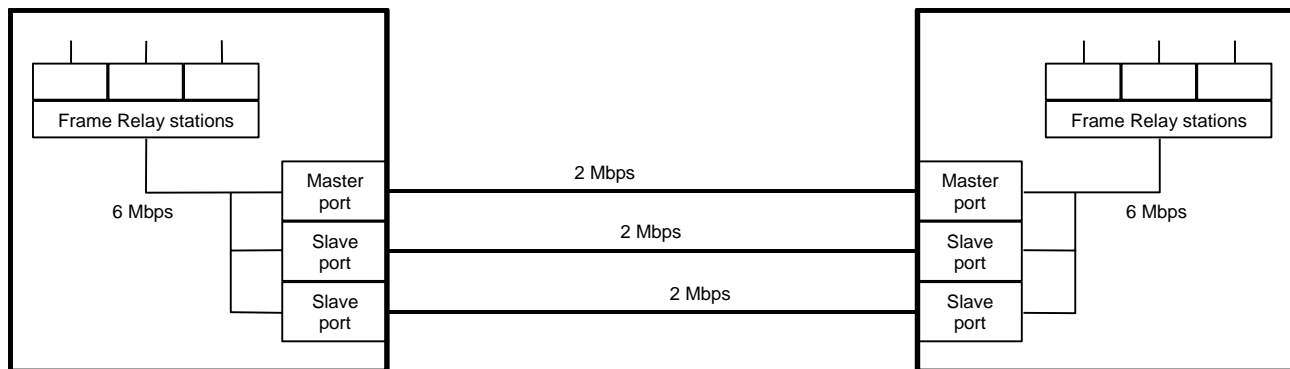 Frame Relay stations
Frame Relay stations
Master
port
2 Mbps
Master
port
6 Mbps
6 Mbps
Slave
port
2 Mbps
Slave
port
Slave
port
2 Mbps
Slave
port